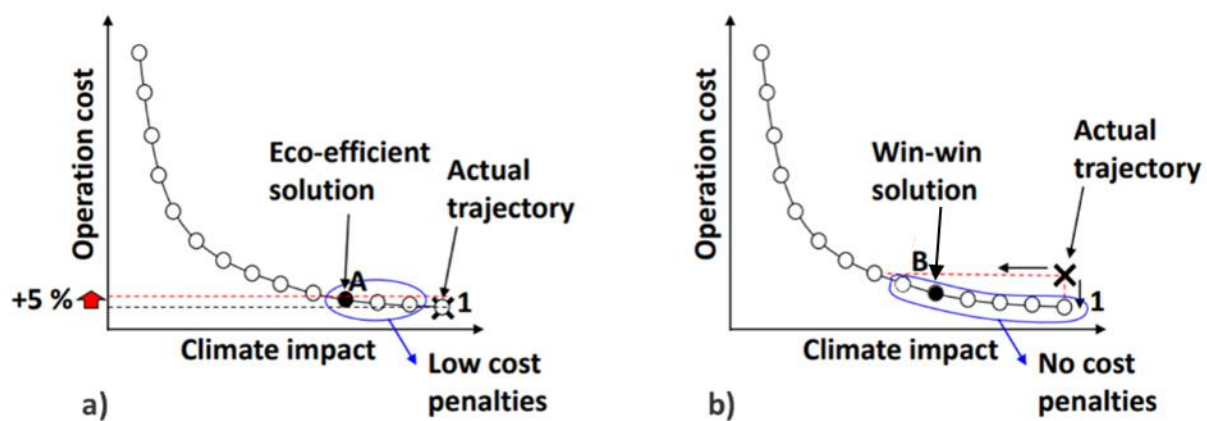 Operation cost
Eco-efficient
solution
Actual
trajectory
A
+5 %
1
Climate impact
Low cost
penalties
a)
Operation cost
Win-win
solution
Actual
trajectory
B
1
Climate impact
No cost
penalties
b)